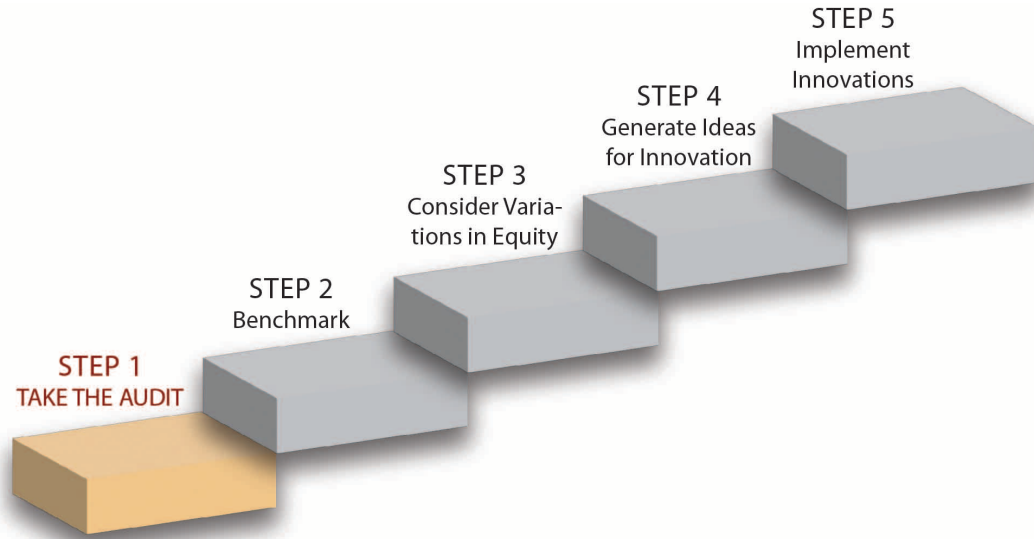 STEP 1
TAKE THE AUDIT
STEP 2
Benchmark
STEP 3
Consider Varia-
tions in Equity
STEP 4
Generate Ideas
for Innovation
STEP 5
Implement
Innovations